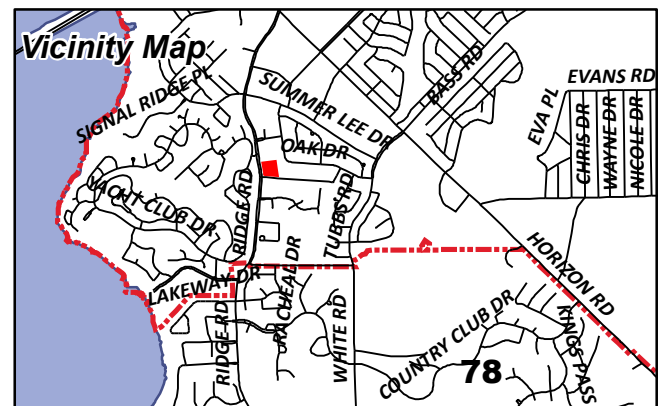 Vicinity Map
SIGNAL RIDGE PL
SUMMER LEE DR
BASS RD
EVANS RD
EVA PL
CHRIS DR
WAYNE DR
NICOLE DR
OAK DR
YACHT CLUB DR
RIDGE RD
TUBBS RD
LAKEWAY DR
RACHEAL DR
HORIZON RD
RIDGE RD
WHITE RD
COUNTRY CLUB DR
KINGS PASS
78